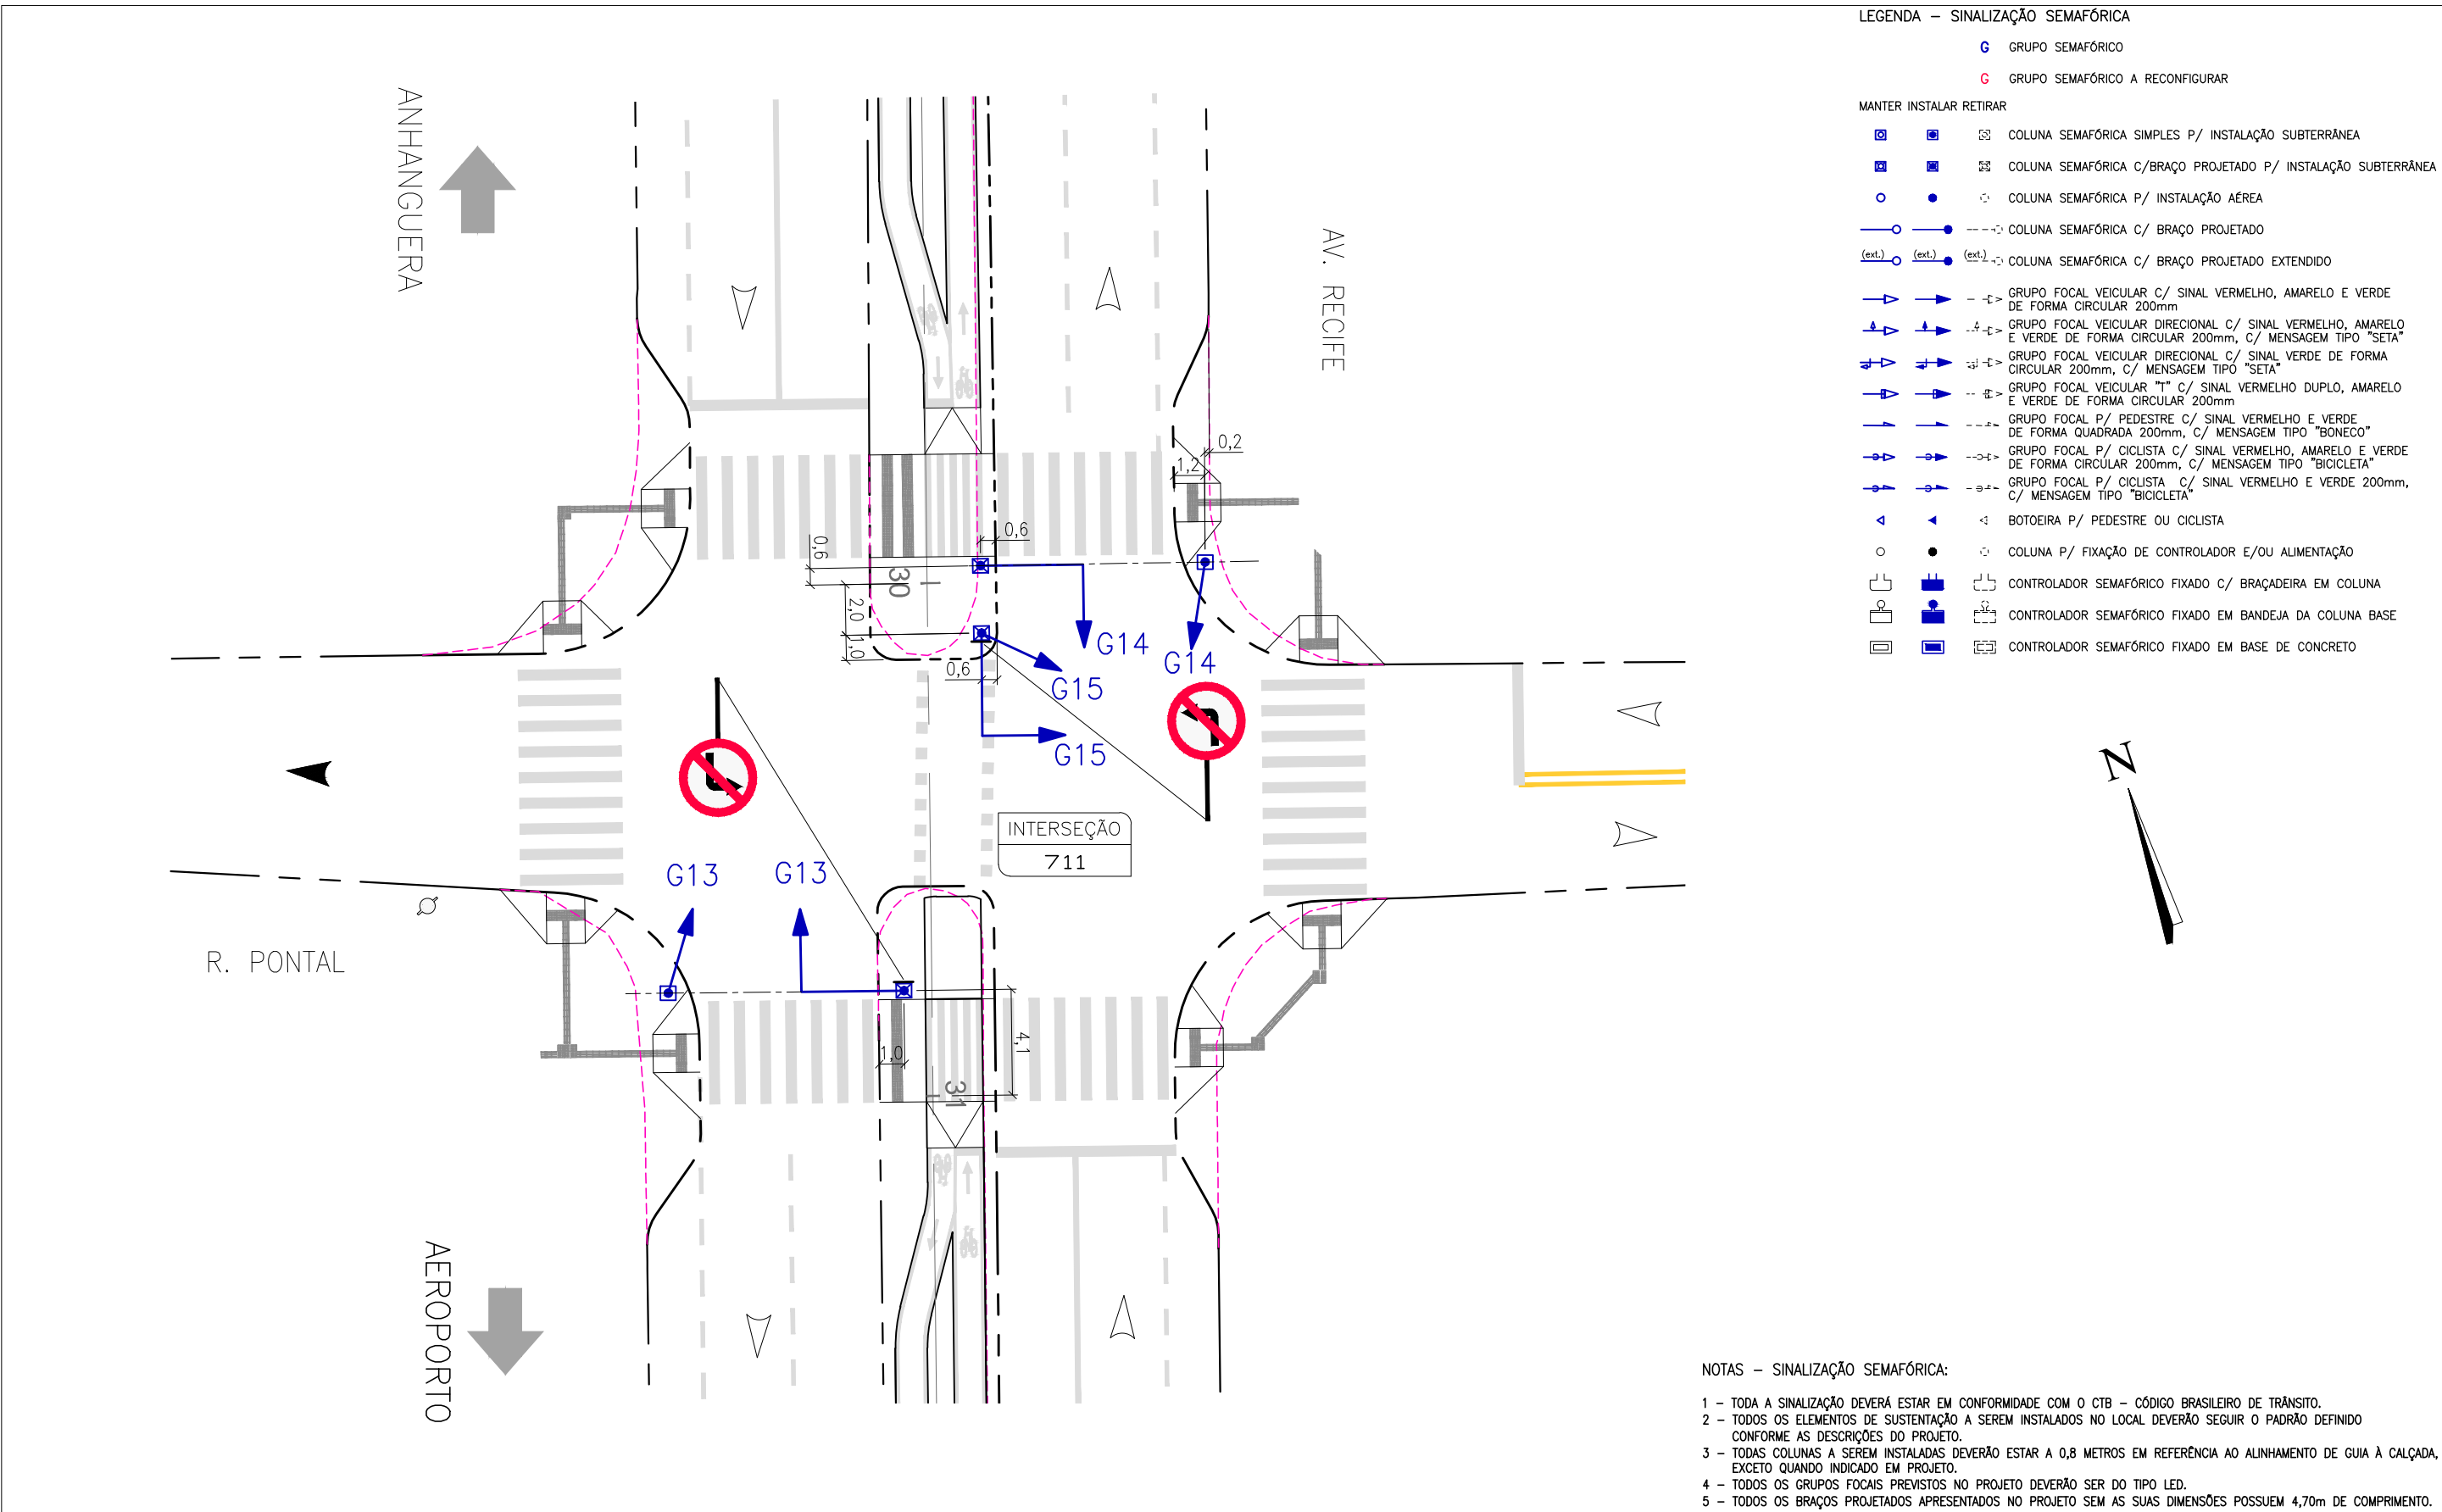 LEGENDA – SINALIZAÇÃO SEMAFÓRICA
G GRUPO SEMAFÓRICO
G GRUPO SEMAFÓRICO A RECONFIGURAR
MANTER INSTALAR RETIRAR
COLUNA SEMAFÓRICA SIMPLES P/ INSTALAÇÃO SUBTERRÂNEA
COLUNA SEMAFÓRICA C/BRAÇO PROJETADO P/ INSTALAÇÃO SUBTERRÂNEA
COLUNA SEMAFÓRICA P/ INSTALAÇÃO AÉREA
COLUNA SEMAFÓRICA C/ BRAÇO PROJETADO
(ext.) (ext.) (ext.) COLUNA SEMAFÓRICA C/ BRAÇO PROJETADO EXTENDIDO
GRUPO FOCAL VEICULAR C/ SINAL VERMELHO, AMARELO E VERDE
DE FORMA CIRCULAR 200mm
GRUPO FOCAL VEICULAR DIRECIONAL C/ SINAL VERMELHO, AMARELO
E VERDE DE FORMA CIRCULAR 200mm, C/ MENSAGEM TIPO "SETA"
GRUPO FOCAL VEICULAR DIRECIONAL C/ SINAL VERDE DE FORMA
CIRCULAR 200mm, C/ MENSAGEM TIPO "SETA"
GRUPO FOCAL VEICULAR "T" C/ SINAL VERMELHO DUPLO, AMARELO
E VERDE DE FORMA CIRCULAR 200mm
GRUPO FOCAL P/ PEDESTRE C/ SINAL VERMELHO E VERDE
DE FORMA QUADRADA 200mm, C/ MENSAGEM TIPO "BONECO"
GRUPO FOCAL P/ CICLISTA C/ SINAL VERMELHO, AMARELO E VERDE
DE FORMA CIRCULAR 200mm, C/ MENSAGEM TIPO "BICICLETA"
GRUPO FOCAL P/ CICLISTA C/ SINAL VERMELHO E VERDE 200mm,
C/ MENSAGEM TIPO "BICICLETA"
BOTOEIRA P/ PEDESTRE OU CICLISTA
COLUNA P/ FIXAÇÃO DE CONTROLADOR E/OU ALIMENTAÇÃO
CONTROLADOR SEMAFÓRICO FIXADO C/ BRAÇADEIRA EM COLUNA
CONTROLADOR SEMAFÓRICO FIXADO EM BANDEJA DA COLUNA BASE
CONTROLADOR SEMAFÓRICO FIXADO EM BASE DE CONCRETO
ANHANGUERA
AV. RECIFE
0,2
1,2
0,6
0,6
30
2,0
1,0
0,6
G14
G14
G15
G15
N
INTERSEÇÃO
711
G13
G13
R. PONTAL
1,0
4,1
31
AEROPORTO
NOTAS – SINALIZAÇÃO SEMAFÓRICA:
1 – TODA A SINALIZAÇÃO DEVERÁ ESTAR EM CONFORMIDADE COM O CTB – CÓDIGO BRASILEIRO DE TRÂNSITO.
2 – TODOS OS ELEMENTOS DE SUSTENTAÇÃO A SEREM INSTALADOS NO LOCAL DEVERÃO SEGUIR O PADRÃO DEFINIDO
CONFORME AS DESCRIÇÕES DO PROJETO.
3 – TODAS COLUNAS A SEREM INSTALADAS DEVERÃO ESTAR A 0,8 METROS EM REFERÊNCIA AO ALINHAMENTO DE GUIA À CALÇADA,
EXCETO QUANDO INDICADO EM PROJETO.
4 – TODOS OS GRUPOS FOCAIS PREVISTOS NO PROJETO DEVERÃO SER DO TIPO LED.
5 – TODOS OS BRAÇOS PROJETADOS APRESENTADOS NO PROJETO SEM AS SUAS DIMENSÕES POSSUEM 4,70m DE COMPRIMENTO.